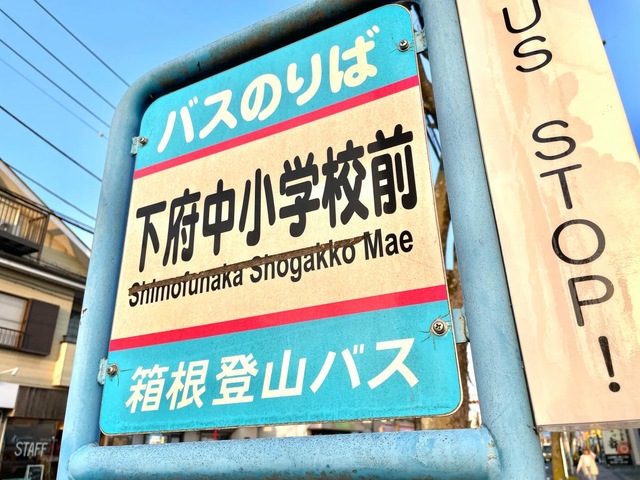 バスのりば
下府中小学校前
Shimofunaka Shogakko Mae
箱根登山バス
US STOP!
STAFF